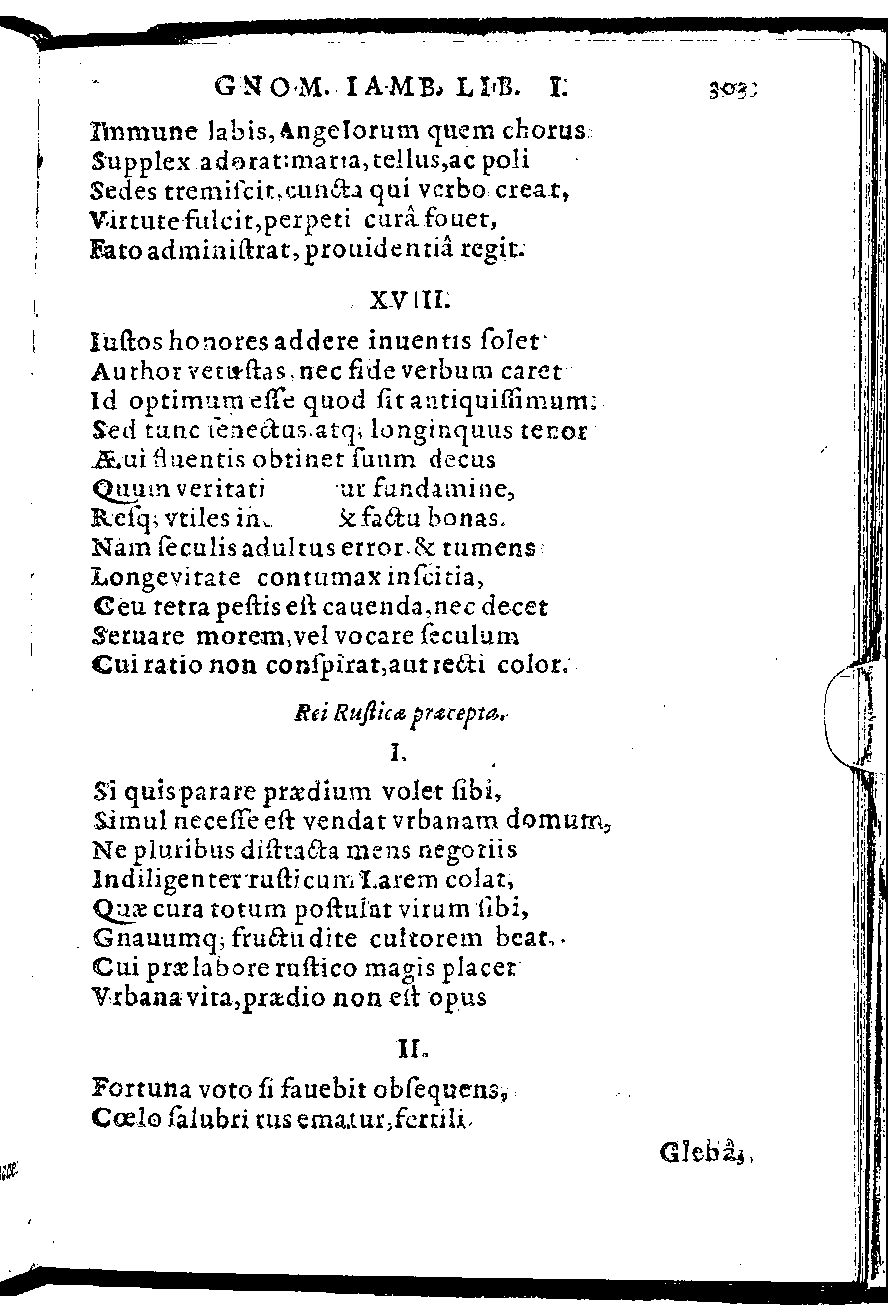 GNOM. IAMB. LIB. I. 303
Immune labis, Angelorum quem chorus
Supplex adorat: maria, tellus, ac poli
Sedes tremiſcit, cuncta qui verbo creat,
Virtute fulcit, perpeti curâ fouet,
Fato adminiſtrat, prouidentiâ regit.
XVIII.
Iuſtos honores addere inuentis ſolet
Author vetuſtas, nec fide verbum caret
Id optimum eſſe quod ſit antiquiſſimum:
Sed tunc ſenectus, atq; longinquus tenor
Æui fluentis obtinet ſuum decus
Quum veritati fundamine,
Reſq; vtiles & factu bonas.
Nam ſeculis adultus error, & tumens
Longevitate contumax inſcitia,
Ceu tetra peſtis eſt cauenda, nec decet
Seruare morem, vel vocare ſeculum
Cui ratio non conſpirat, aut recti color.
Rei Ruſticæ præcepta.
I.
Si quis parare prædium volet ſibi,
Simul neceſſe eſt vendat vrbanam domum,
Ne pluribus diſtracta mens negotiis
Indiligenter ruſticum Larem colat,
Quæ cura totum poſtulat virum ſibi,
Gnauumq; fructu dite cultorem beat.
Cui præ labore ruſtico magis placet
Vrbana vita, prædio non eſt opus
II.
Fortuna voto ſi fauebit obſequens,
Cœlo ſalubri rus ematur, fertili
Glebâ,